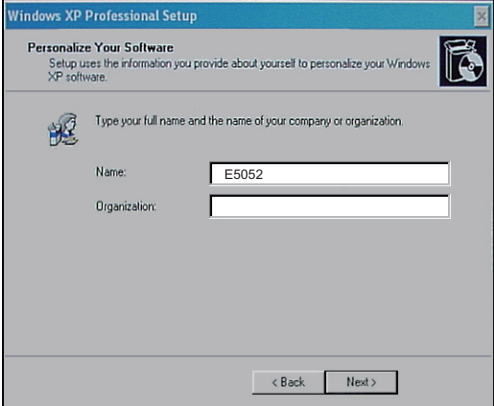 Windows XP Professional Setup
Personalize Your Software
Setup uses the information you provide about yourself to personalize your Windows
XP software.
Type your full name and the name of your company or organization.
Name:
E5052
Organization:
< Back
Next >